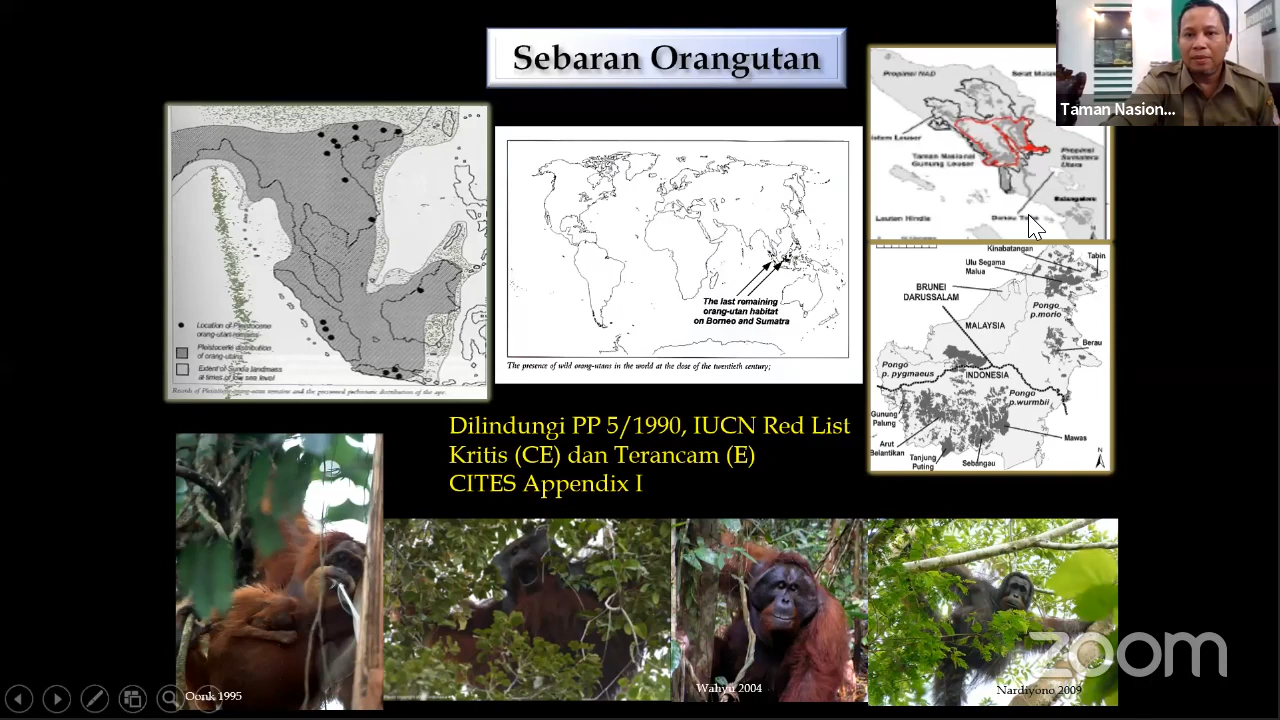 Sebaran Orangutan
Taman Nasion...
Propinsi NAD
Selat Malak
istem Leuser
Taman Nasional
Gunung Leuser
Propinsi
Sumatera
Utara
Lautan Hindia
Danau Toba
Location of Pleistocene
orang-utan remains
Pleistocene distribution
of orang-utans
Extent of Sunda landmass
at times of low sea level
The last remaining
orang-utan habitat
on Borneo and Sumatra
The presence of wild orang-utans in the world at the close of the twentieth century;
Kinabatangan
Tabin
Ulu Segama
Malua
BRUNEI
DARUSSALAM
Pongo
p.morio
MALAYSIA
Berau
Pongo
p. pygmaeus
INDONESIA
Pongo
p.wurmbii
Gunung
Palung
Mawas
Arut
Belantikan
Tanjung
Puting
Sebangau
N
Dilindungi PP 5/1990, IUCN Red List
Kritis (CE) dan Terancam (E)
CITES Appendix I
Oonk 1995
Wahyu 2004
Nardiyono 2009
zoom